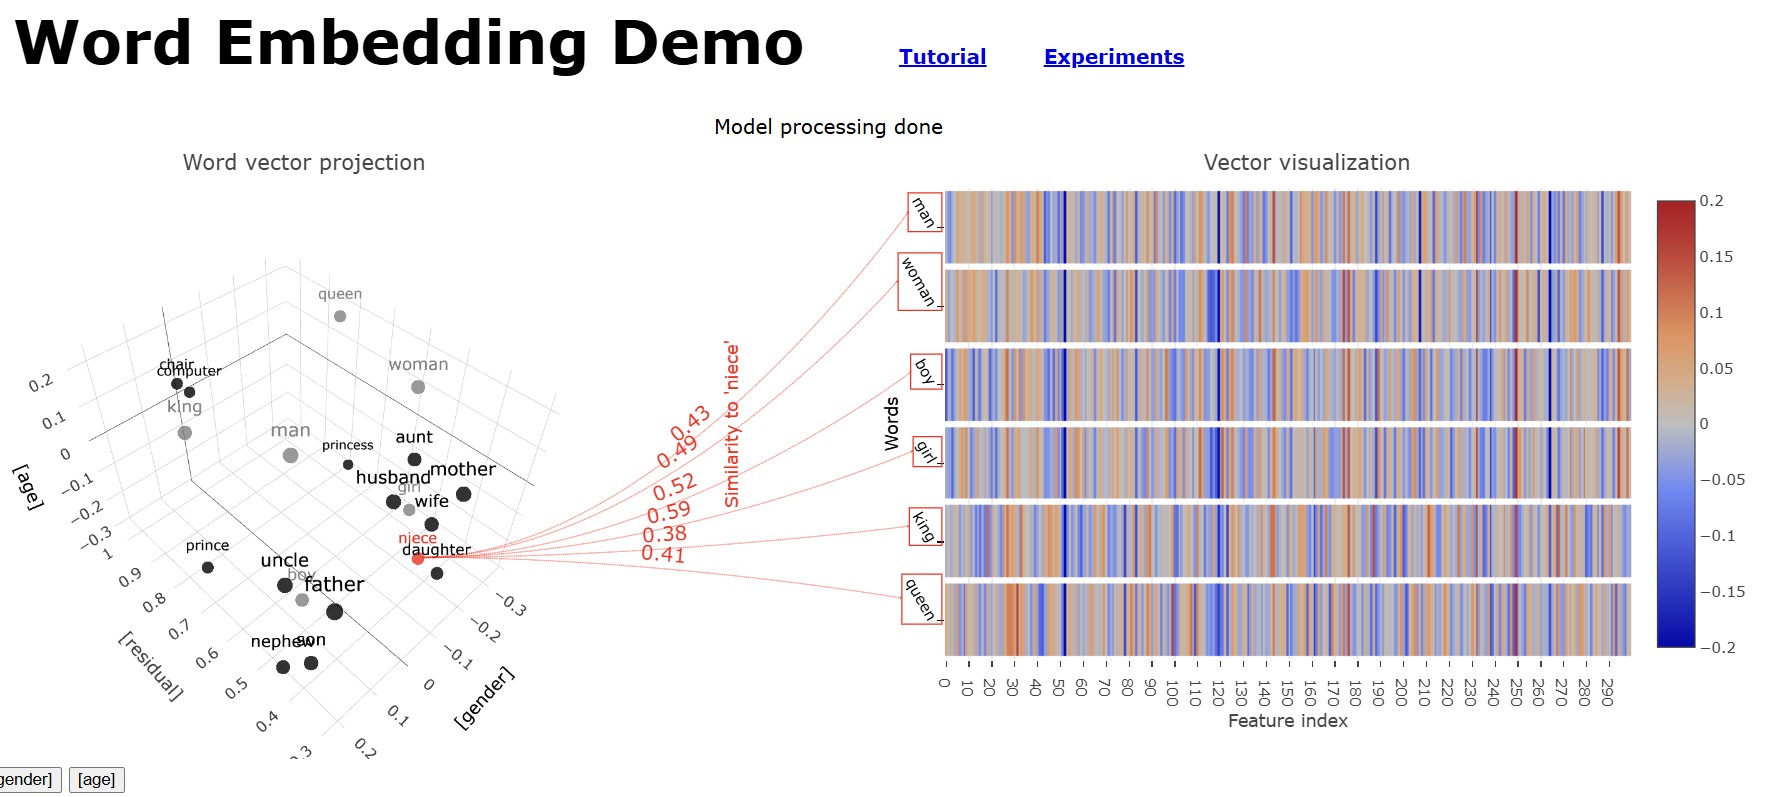 Word Embedding Demo
Tutorial
Experiments
Model processing done
Word vector projection
Vector visualization
queen
woman
chair
computer
king
man
princess
aunt
mother
husband
girl
wife
niece
daughter
prince
uncle
boy
father
nephew
son
0.2
0.1
0
−0.1
−0.2
−0.3
[age]
1
0.9
0.8
0.7
0.6
0.5
0.4
0.3
[residual]
−0.3
−0.2
−0.1
0
0.1
0.2
[gender]
0.43
0.49
0.52
0.59
0.38
0.41
Similarity to 'niece'
Words
man
woman
boy
girl
king
queen
0
10
20
30
40
50
60
70
80
90
100
110
120
130
140
150
160
170
180
190
200
210
220
230
240
250
260
270
280
290
Feature index
0.2
0.15
0.1
0.05
0
−0.05
−0.1
−0.15
−0.2
gender]
[age]